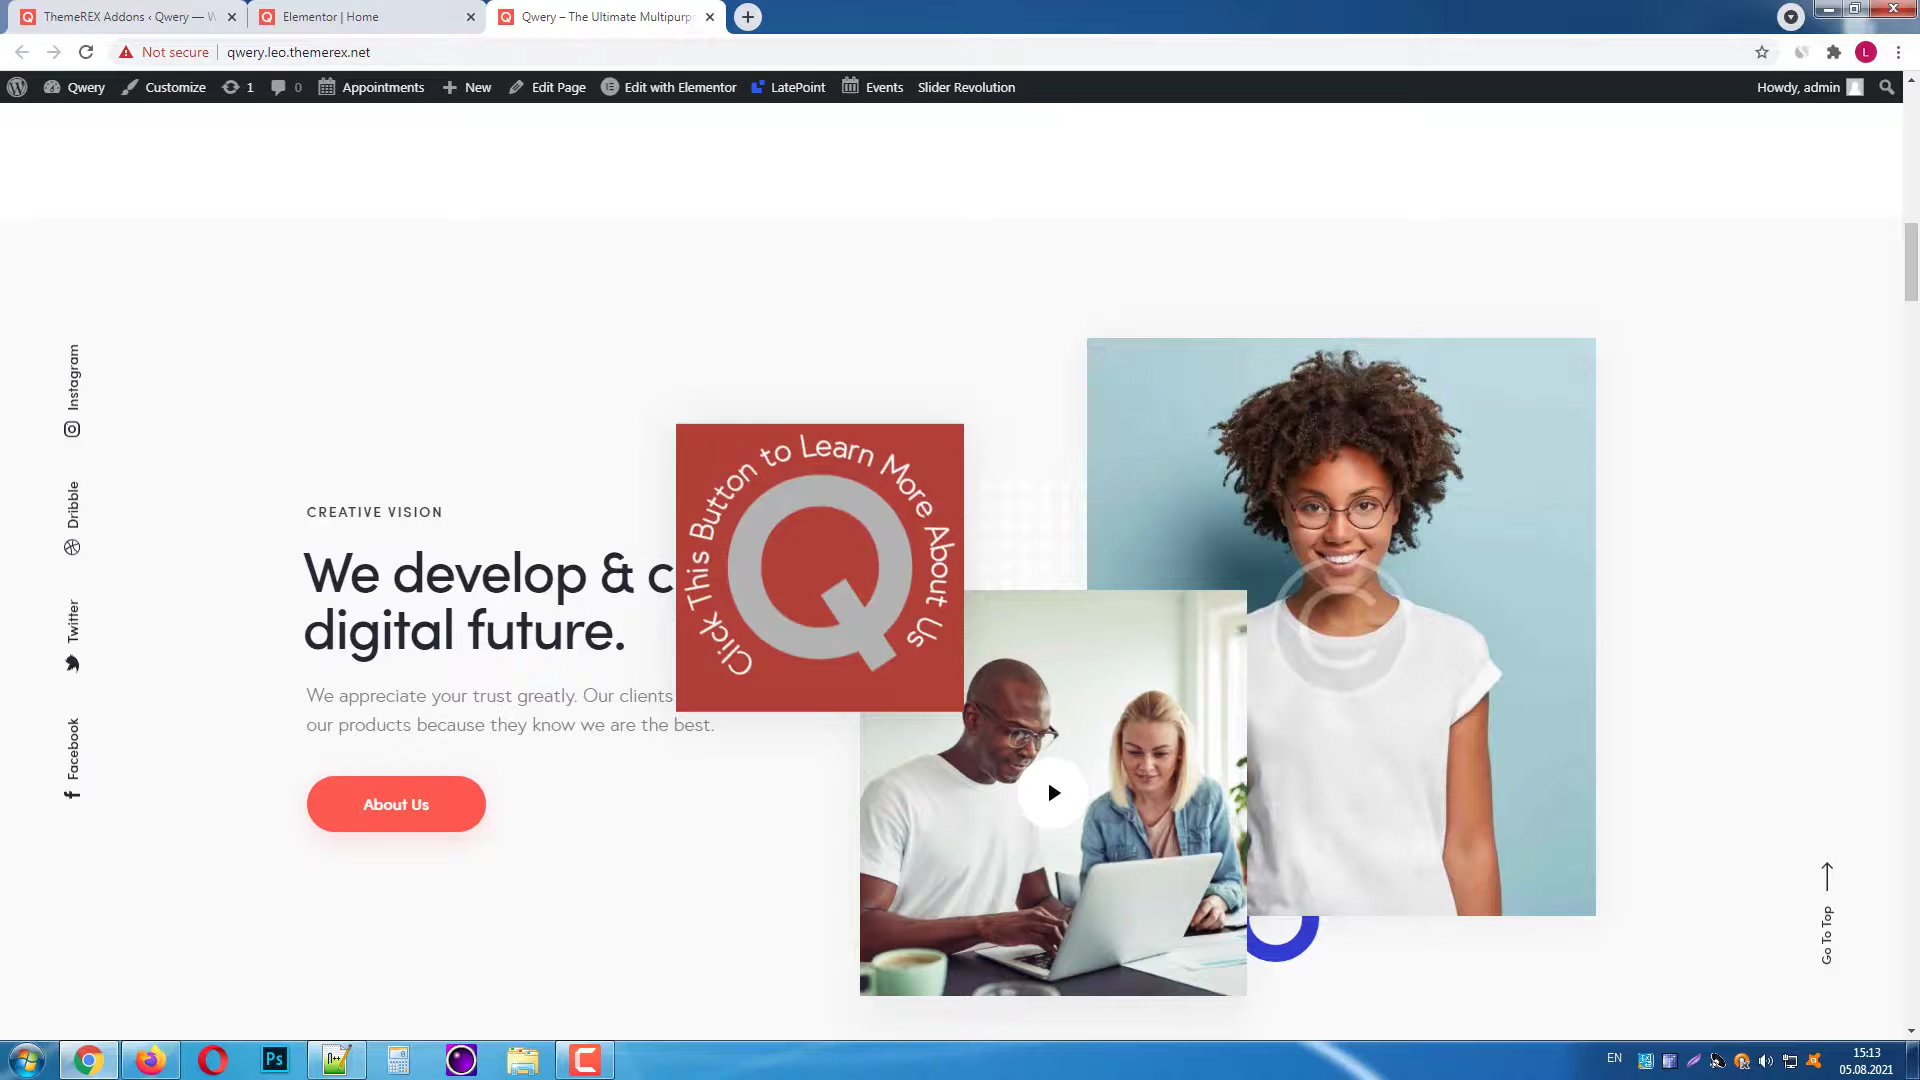 ThemeREX Addons ‹ Qwery — W
Elementor | Home
Qwery – The Ultimate Multipurp
Not secure
qwery.leo.themerex.net
L
Qwery
Customize
1
0
Appointments
New
Edit Page
Edit with Elementor
LatePoint
Events
Slider Revolution
Howdy, admin
Instagram
Dribble
Twitter
Facebook
CREATIVE VISION
We develop & c
digital future.
We appreciate your trust greatly. Our clients
our products because they know we are the best.
About Us
Click This Button to Learn More About Us
Q
Go To Top
Ps
EN
15:13
05.08.2021